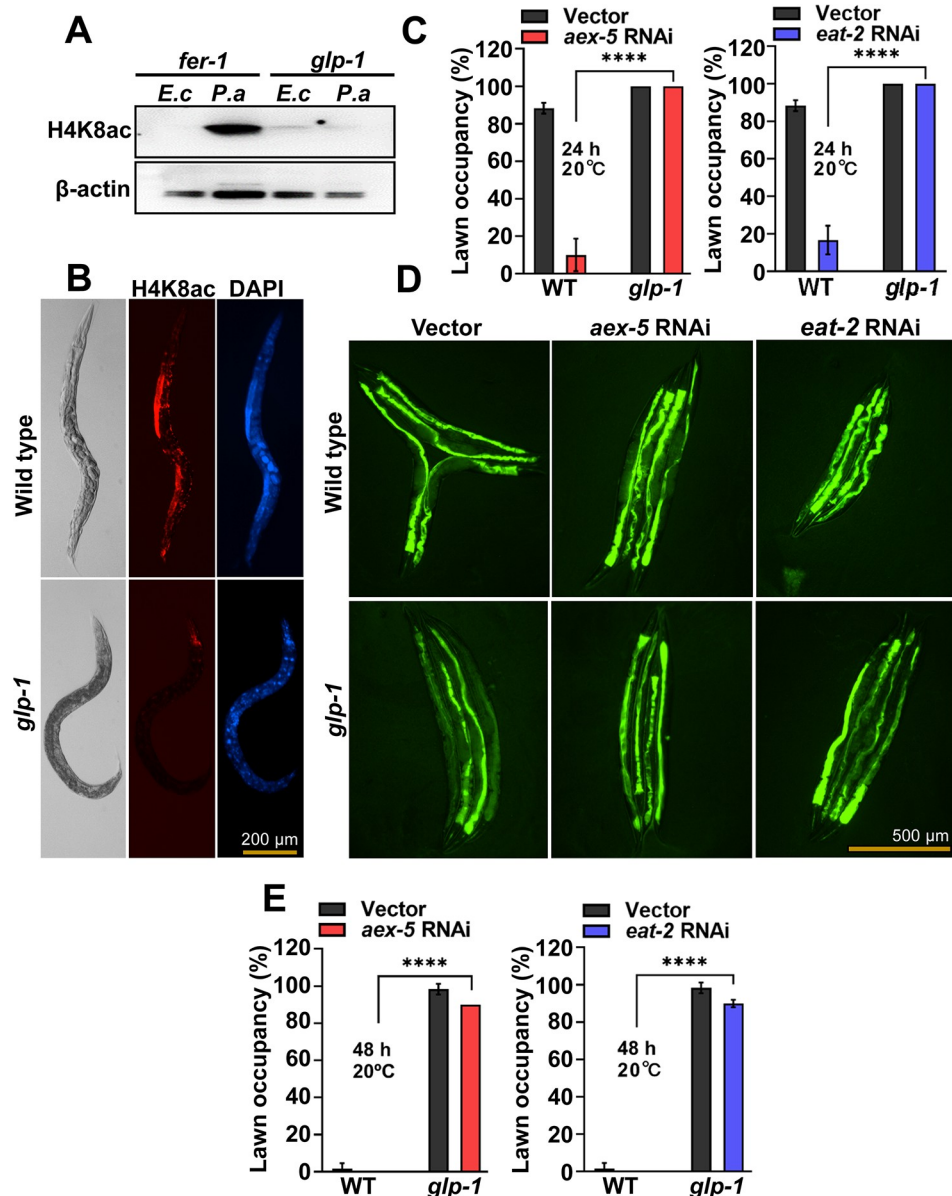 A
fer-1 glp-1
E.c P.a E.c P.a
H4K8ac
β-actin
B
H4K8ac DAPI
Wild type
glp-1
200 µm
C
Vector
aex-5 RNAi
Lawn occupancy (%)
120
100
80
60
40
20
0
****
24 h
20°C
WT glp-1
Vector
eat-2 RNAi
Lawn occupancy (%)
120
100
80
60
40
20
0
****
24 h
20°C
WT glp-1
D
Vector aex-5 RNAi eat-2 RNAi
Wild type
glp-1
500 µm
E
Vector
aex-5 RNAi
Lawn occupancy (%)
120
100
80
60
40
20
0
****
48 h
20ºC
WT glp-1
Vector
eat-2 RNAi
Lawn occupancy (%)
120
100
80
60
40
20
0
****
48 h
20°C
WT glp-1